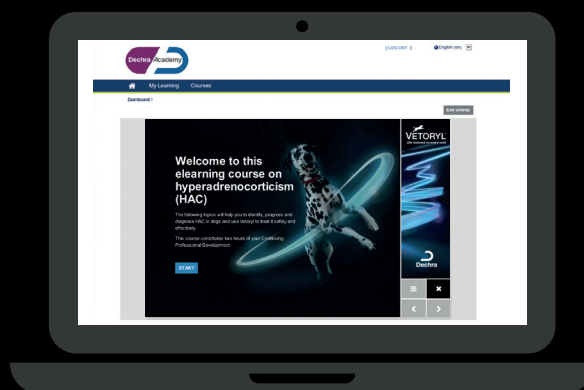 | LOG OUT |
English (en)
Dechra Academy
My Learning
Courses
Dashboard >
Exit activity
Welcome to this
elearning course on
hyperadrenocorticism
(HAC)
The following topics will help you to identify, progress and
diagnose HAC in dogs and use Vetoryl to treat it safely and
effectively.
This course constitutes two hours of your Continuing
Professional Development.
START
VETORYL
Dechra